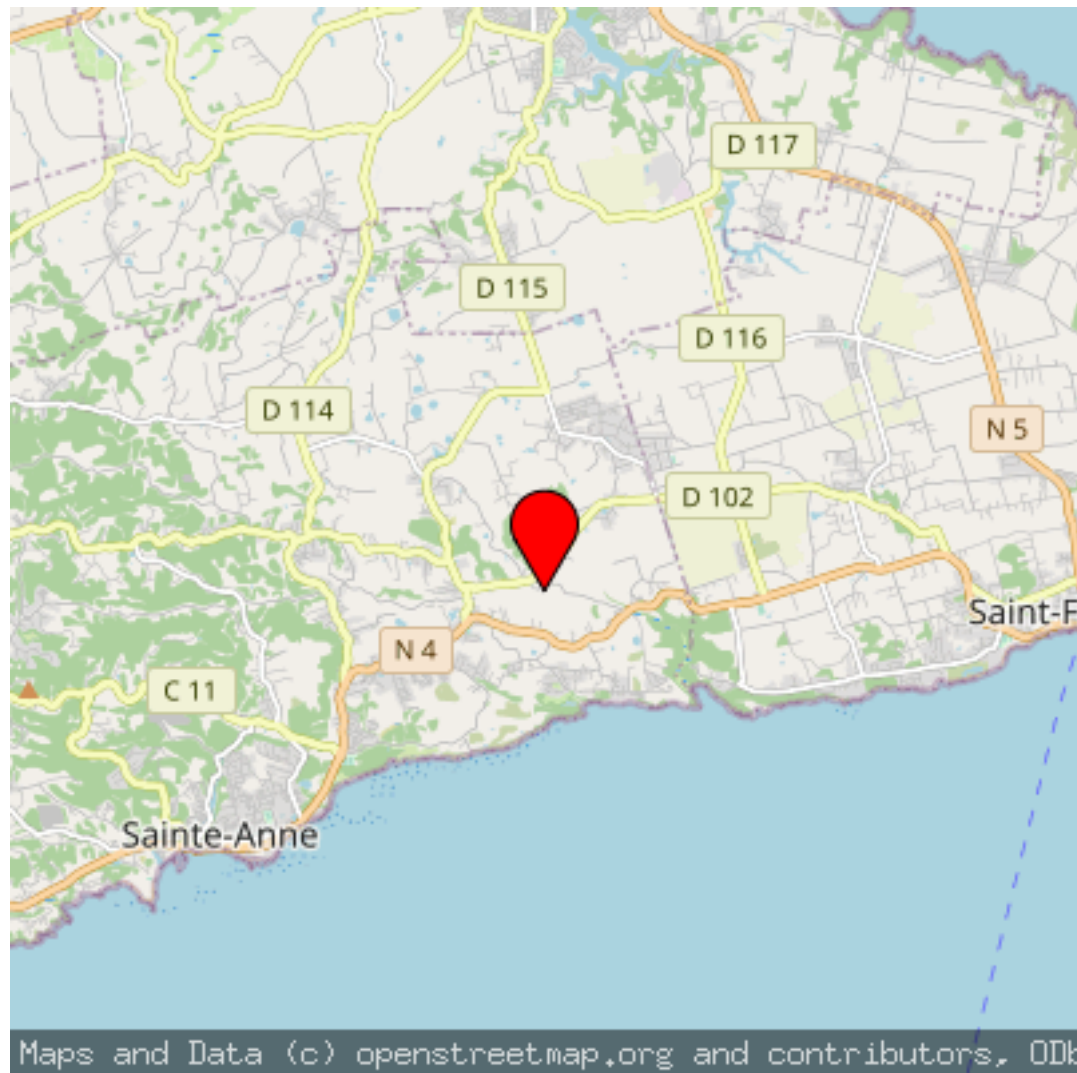 D 117
D 115
D 116
D 114
N 5
D 102
Saint-F
N 4
C 11
Sainte-Anne
Maps and Data (c) openstreetmap.org and contributors, ODb